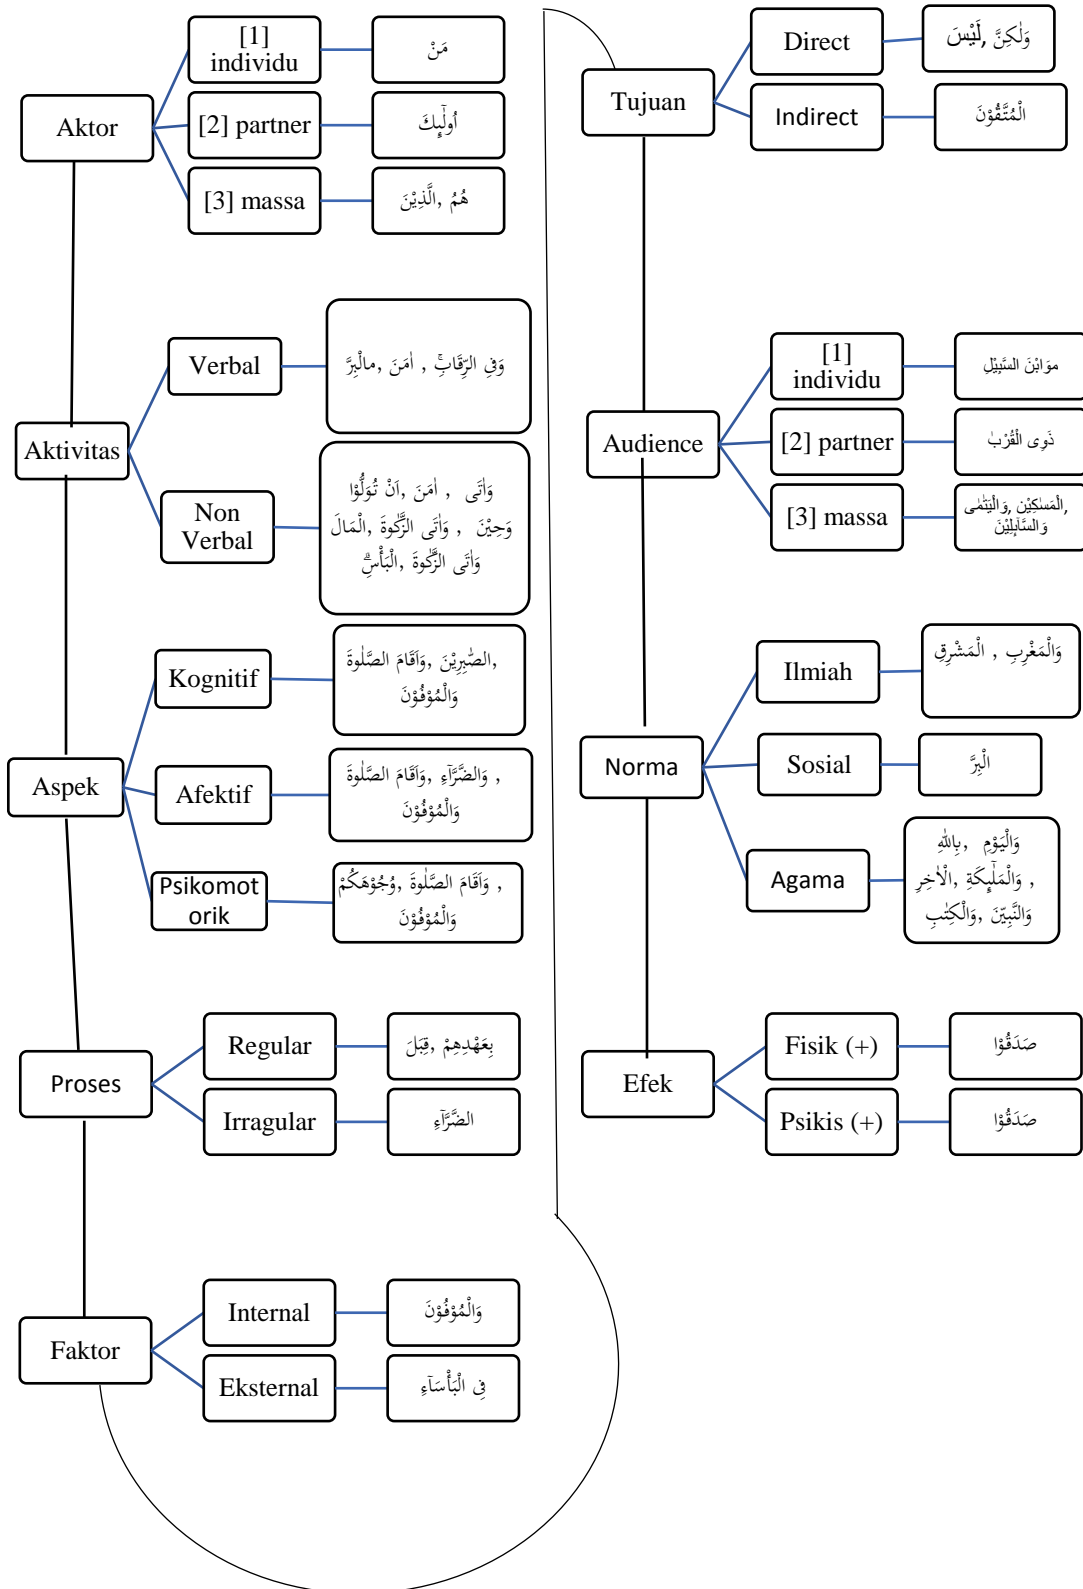 Aktor
[1]
individu
مَنْ
[2] partner
اُولٰۤىِٕكَ
[3] massa
هُمُ ,الَّذِيْنَ
Aktivitas
Verbal
وَفِى الرِّقَابِۚ , اٰمَنَ ,مالْبِرَّ
Non
Verbal
وَاٰتَى , اٰمَنَ ,اَنْ تُوَلُّوْا
وَحِيْنَ , وَاٰتَى الزَّكٰوةَ ,الْمَالَ
وَاٰتَى الزَّكٰوةَ ,الْبَأْسِۗ
Aspek
Kognitif
,الصّٰبِرِيْنَ ,وَاَقَامَ الصَّلٰوةَ
وَالْمُوْفُوْنَ
Afektif
, وَالضَّرَّاۤءِ ,وَاَقَامَ الصَّلٰوةَ
وَالْمُوْفُوْنَ
Psikomot
orik
, وَاَقَامَ الصَّلٰوةَ ,وُجُوْهَكُمْ
وَالْمُوْفُوْنَ
Proses
Regular
بِعَهْدِهِمْ ,قِبَلَ
Irragular
الضَّرَّاۤءِ
Faktor
Internal
وَالْمُوْفُوْنَ
Eksternal
فِى الْبَأْسَاۤءِ
Tujuan
Direct
وَلٰكِنَّ ,لَيْسَ
Indirect
الْمُتَّقُوْنَ
Audience
[1]
individu
موَابْنَ السَّبِيْلِ
[2] partner
ذَوِى الْقُرْبٰ
[3] massa
,الْمَسٰكِيْن ,وَالْيَتٰمٰى
وَالسَّاۤىِٕلِيْنَ
Norma
Ilmiah
وَالْمَغْرِبِ , الْمَشْرِقِ
Sosial
الْبِرَّ
Agama
وَالْيَوْمِ ,بِاللّٰهِ
, وَالْمَلٰۤىِٕكَةِ ,الْاٰخِرِ
وَالنَّبِيّٖنَ ,وَالْكِتٰبِ
Efek
Fisik (+)
صَدَقُوْا
Psikis (+)
صَدَقُوْا